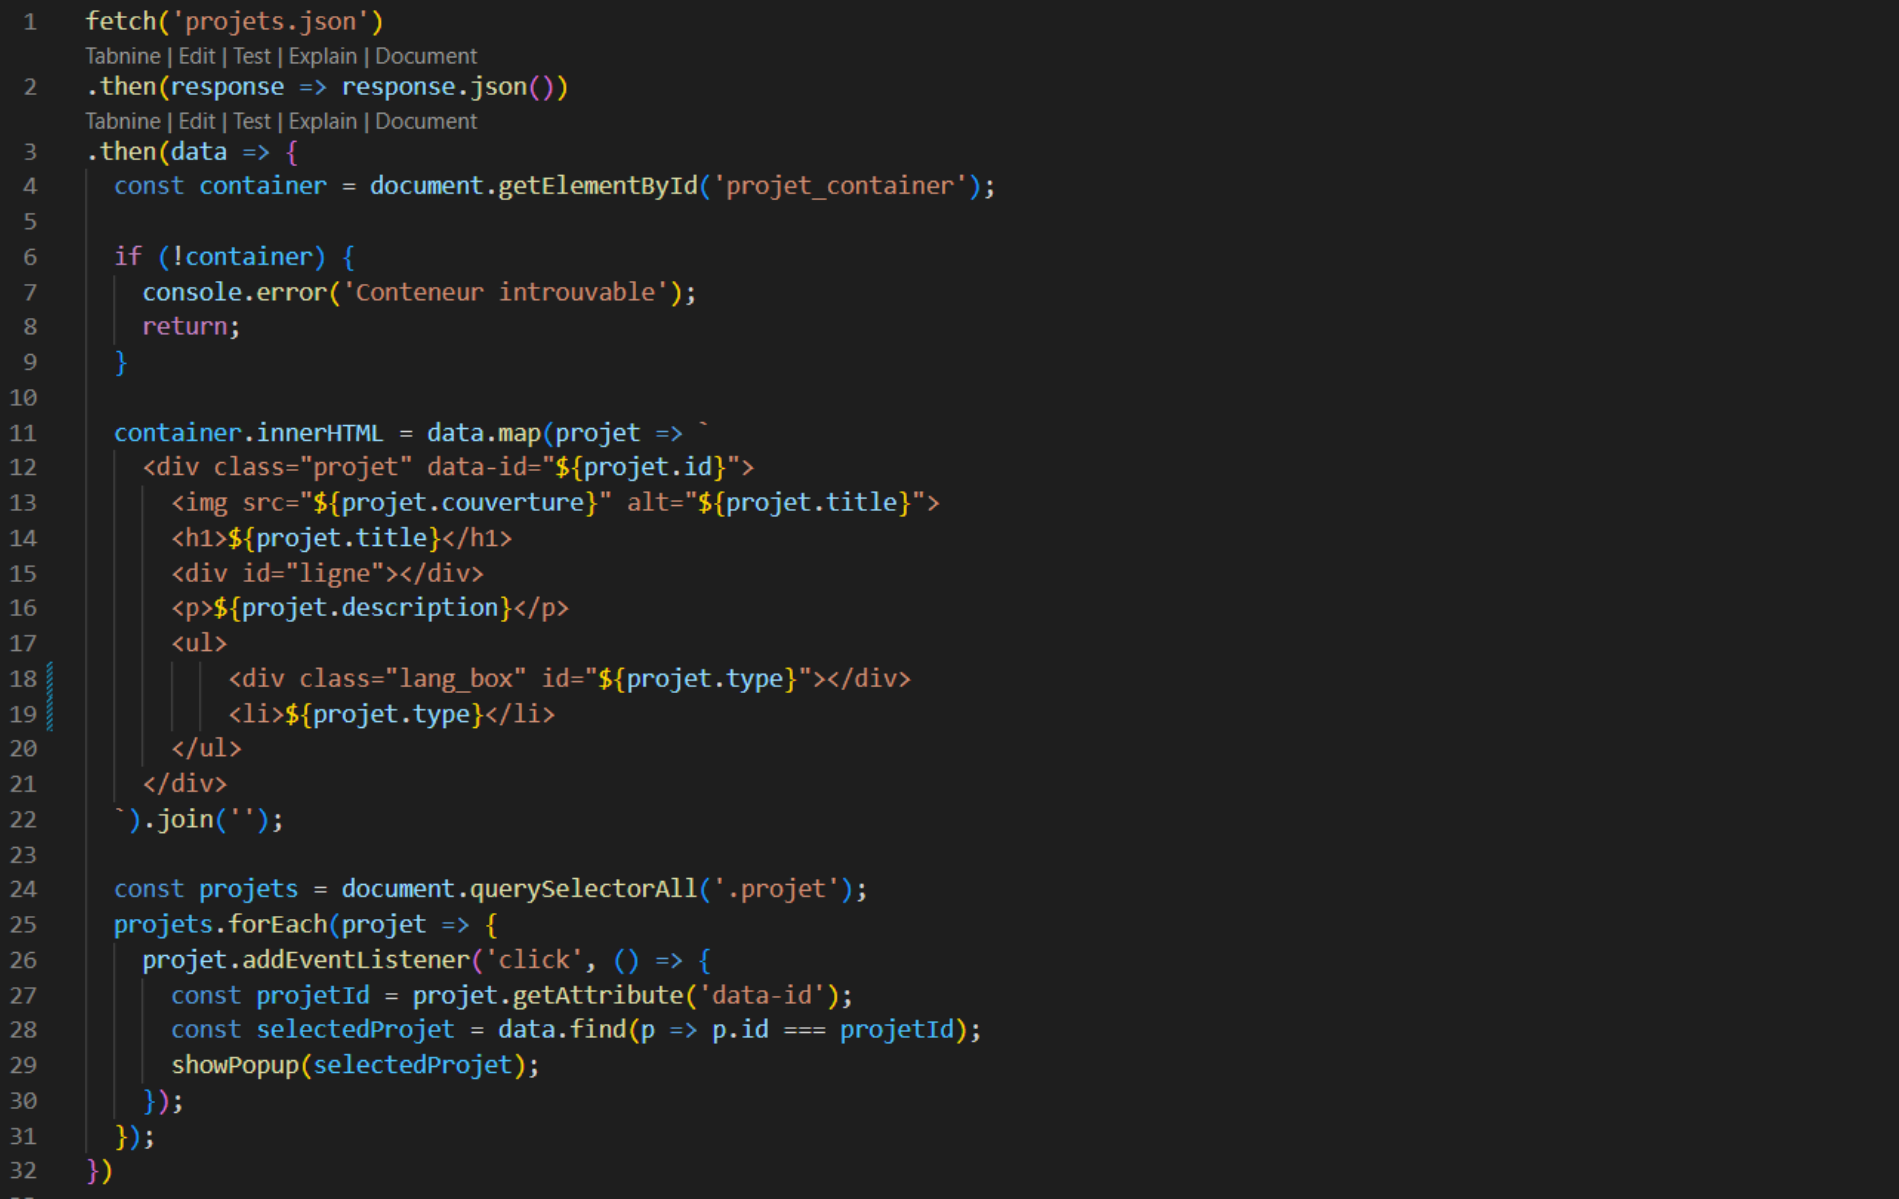 1 fetch('projets.json')
Tabnine | Edit | Test | Explain | Document
2 .then(response => response.json())
Tabnine | Edit | Test | Explain | Document
3 .then(data => {
4 const container = document.getElementById('projet_container');
5
6 if (!container) {
7 console.error('Conteneur introuvable');
8 return;
9 }
10
11 container.innerHTML = data.map(projet => `
12 <div class="projet" data-id="${projet.id}">
13 <img src="${projet.couverture}" alt="${projet.title}">
14 <h1>${projet.title}</h1>
15 <div id="ligne"></div>
16 <p>${projet.description}</p>
17 <ul>
18 <div class="lang_box" id="${projet.type}"></div>
19 <li>${projet.type}</li>
20 </ul>
21 </div>
22 `).join('');
23
24 const projets = document.querySelectorAll('.projet');
25 projets.forEach(projet => {
26 projet.addEventListener('click', () => {
27 const projetId = projet.getAttribute('data-id');
28 const selectedProjet = data.find(p => p.id === projetId);
29 showPopup(selectedProjet);
30 });
31 });
32 })